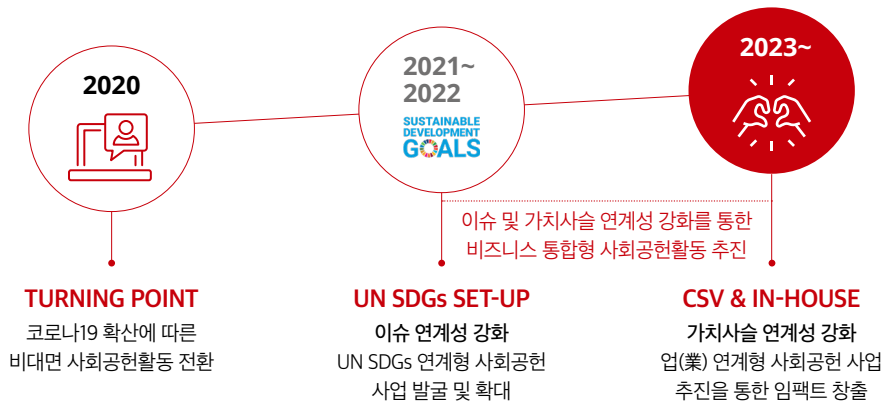 2020
2021~
2022
SUSTAINABLE
DEVELOPMENT
GOALS
2023~
이슈 및 가치사슬 연계성 강화를 통한
비즈니스 통합형 사회공헌활동 추진
TURNING POINT
코로나19 확산에 따른
비대면 사회공헌활동 전환
UN SDGs SET-UP
이슈 연계성 강화
UN SDGs 연계형 사회공헌
사업 발굴 및 확대
CSV & IN-HOUSE
가치사슬 연계성 강화
업(業) 연계형 사회공헌 사업
추진을 통한 임팩트 창출